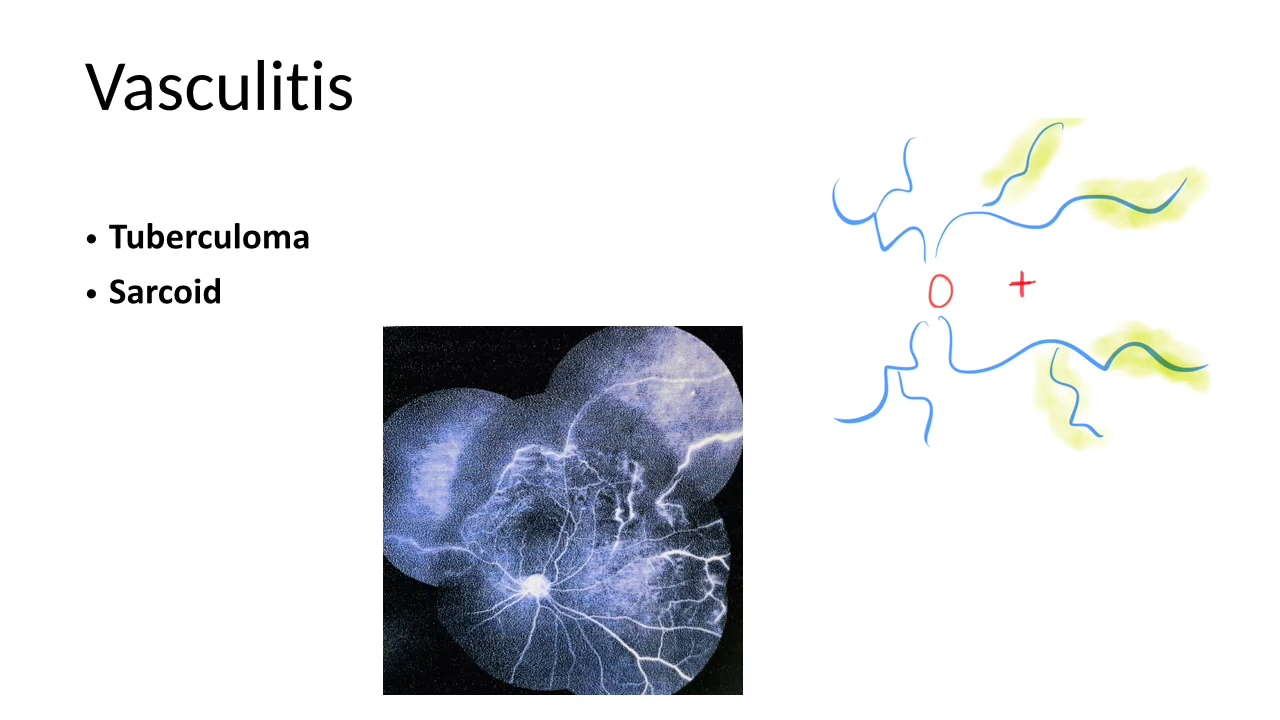 Vasculitis
• Tuberculoma
• Sarcoid